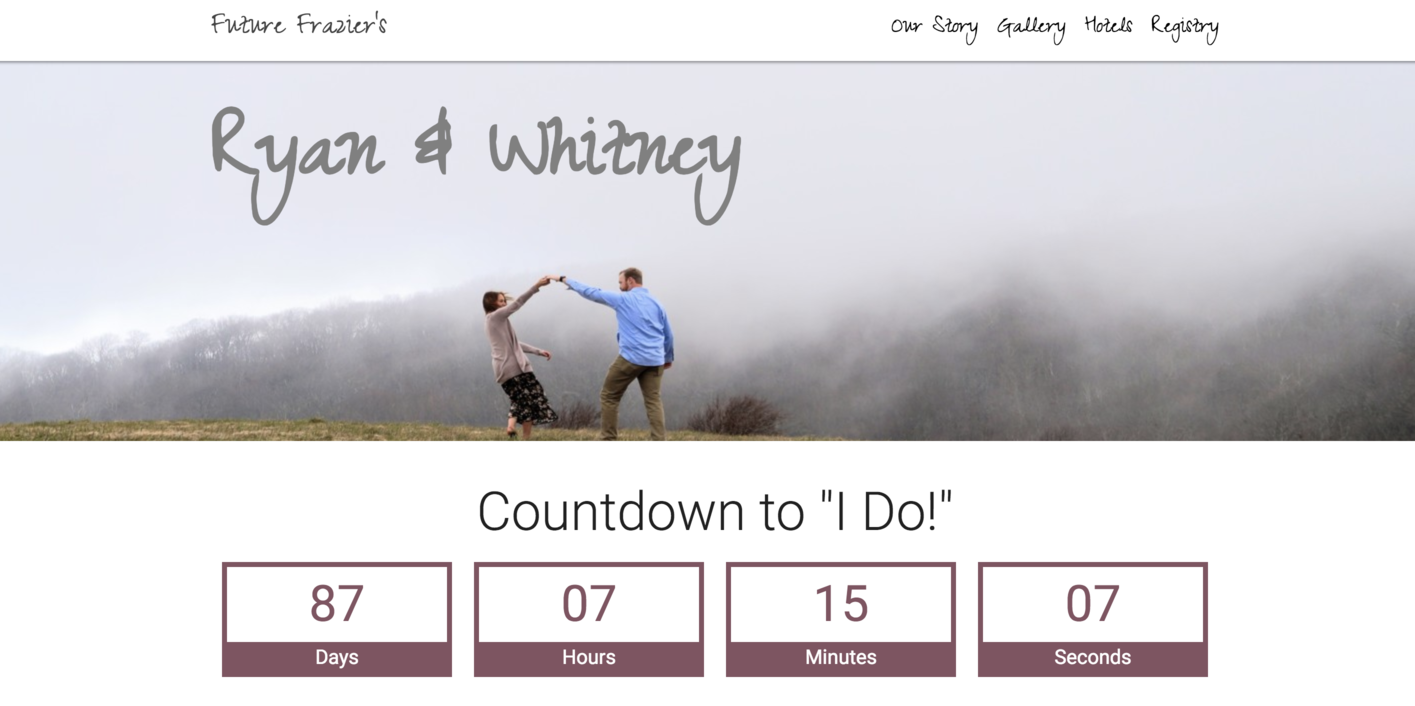 Future Frazier's
Our Story Gallery Hotels Registry
Ryan & Whitney
Countdown to "I Do!"
87 07 15 07
Days Hours Minutes Seconds